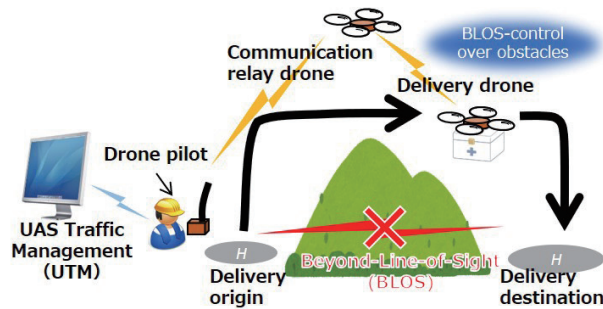 Communication
relay drone
BLOS-control
over obstacles
Delivery drone
Drone pilot
UAS Traffic
Management
(UTM)
H
Delivery
origin
Beyond-Line-of-Sight
(BLOS)
H
Delivery
destination